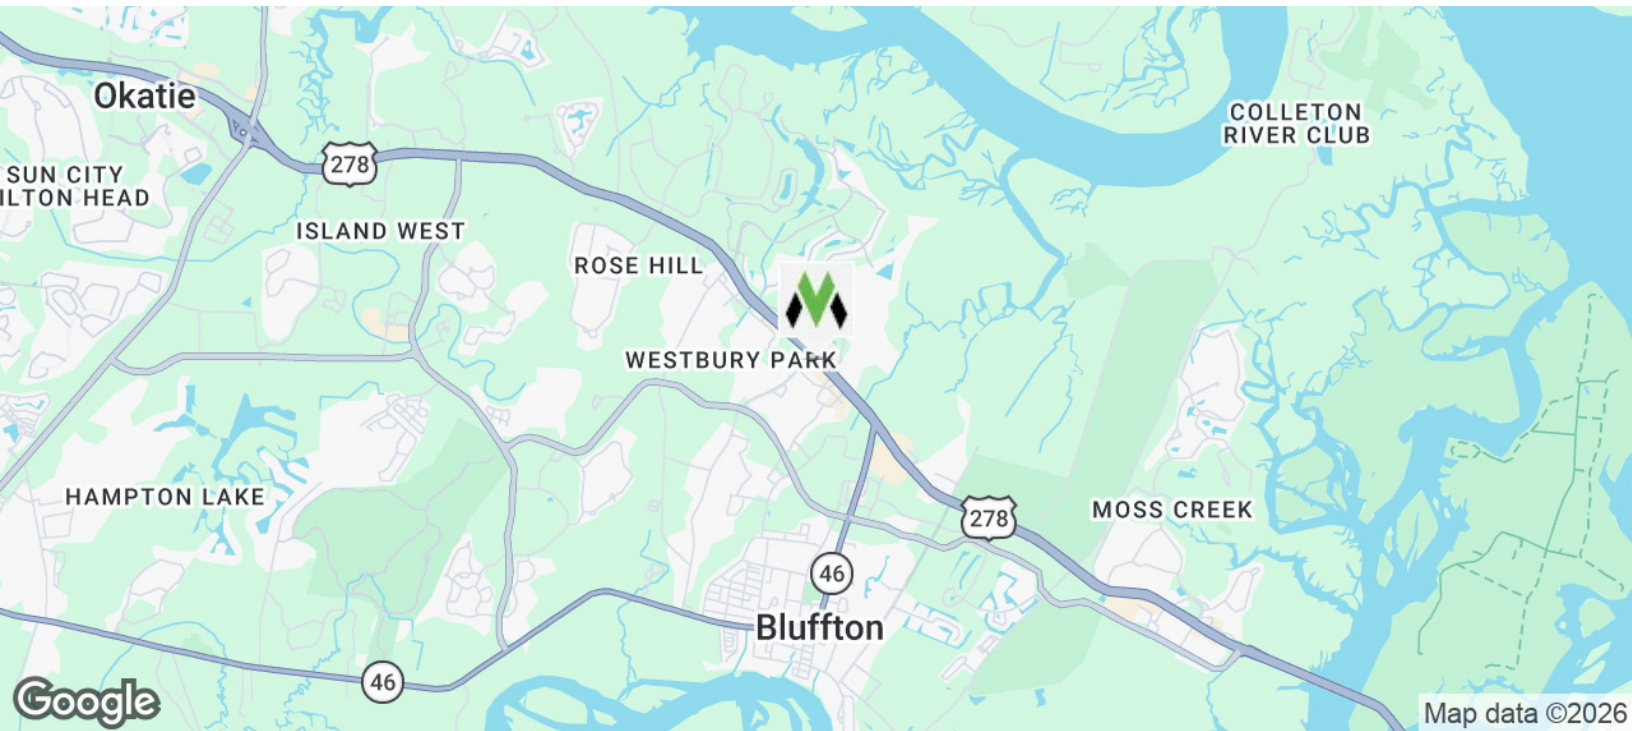 Okatie
278
COLLETON
RIVER CLUB
SUN CITY
ILTON HEAD
ISLAND WEST
ROSE HILL
WESTBURY PARK
HAMPTON LAKE
278
MOSS CREEK
46
Bluffton
46
Google
Map data ©2026